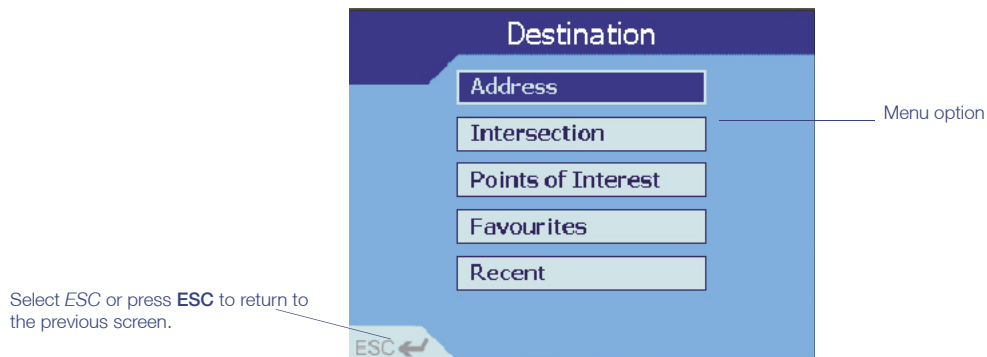 Destination
Address
Intersection
Menu option
Points of Interest
Favourites
Recent
Select ESC or press ESC to return to
the previous screen.
ESC